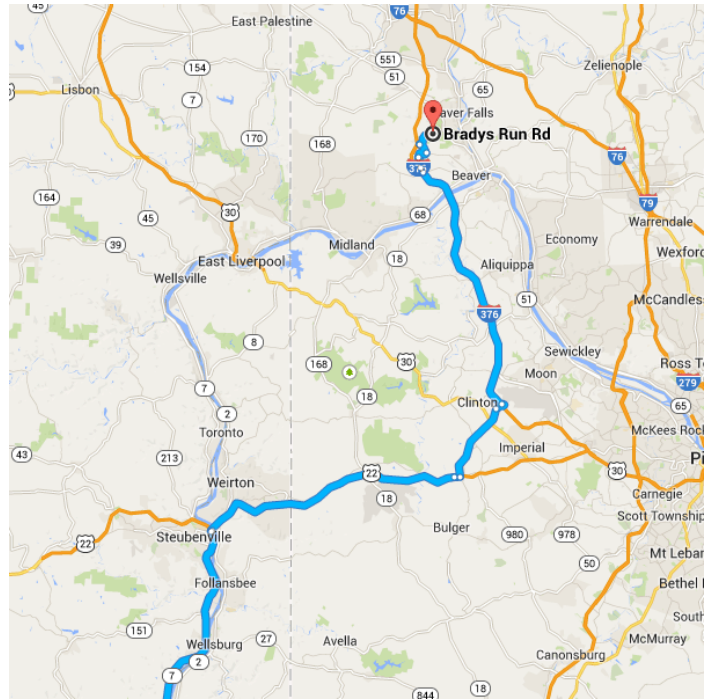 45
East Palestine
76
Zelienople
154
551
51
65
Lisbon
7
170
aver Falls
Bradys Run Rd
168
376
76
Beaver
164
79
45
30
68
Warrendale
39
Economy
East Liverpool
Midland
18
Wexford
Wellsville
Aliquippa
51
McCandless
376
8
Sewickley
168
30
Ross To
Moon
279
7
18
2
Clinton
65
Toronto
McKees Rock
43
213
Imperial
Pi
22
30
Weirton
18
Carnegie
Bulger
980
978
Scott Township
22
Steubenville
50
Mt Leban
Follansbee
Bethel
151
27
South
Wellsburg
Avella
McMurray
7
2
Canonsburg
18
844